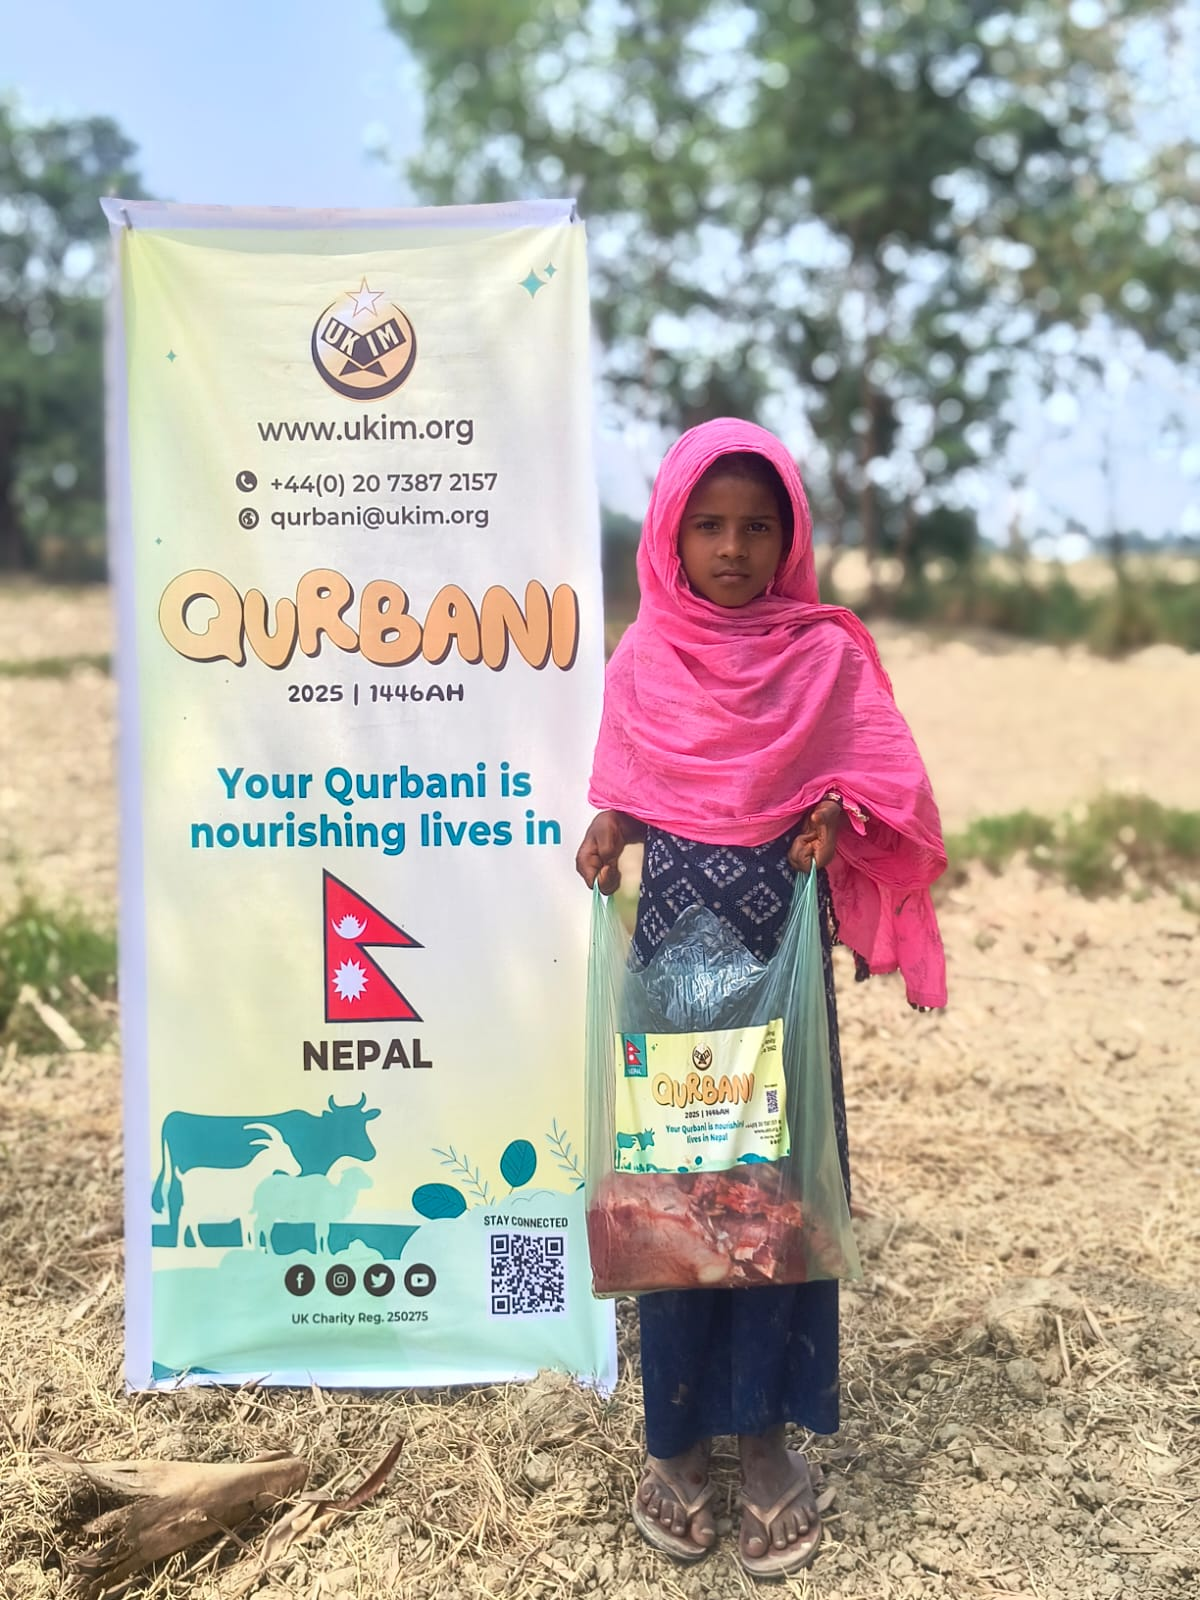 UKIM
www.ukim.org
+44(0) 20 7387 2157
qurbani@ukim.org
QURBANI
2025 | 1446AH
Your Qurbani is
nourishing lives in
NEPAL
STAY CONNECTED
UK Charity Reg. 250275
NEPAL
QURBANI
2025 | 1446AH
Your Qurbani is nourishing
lives in Nepal